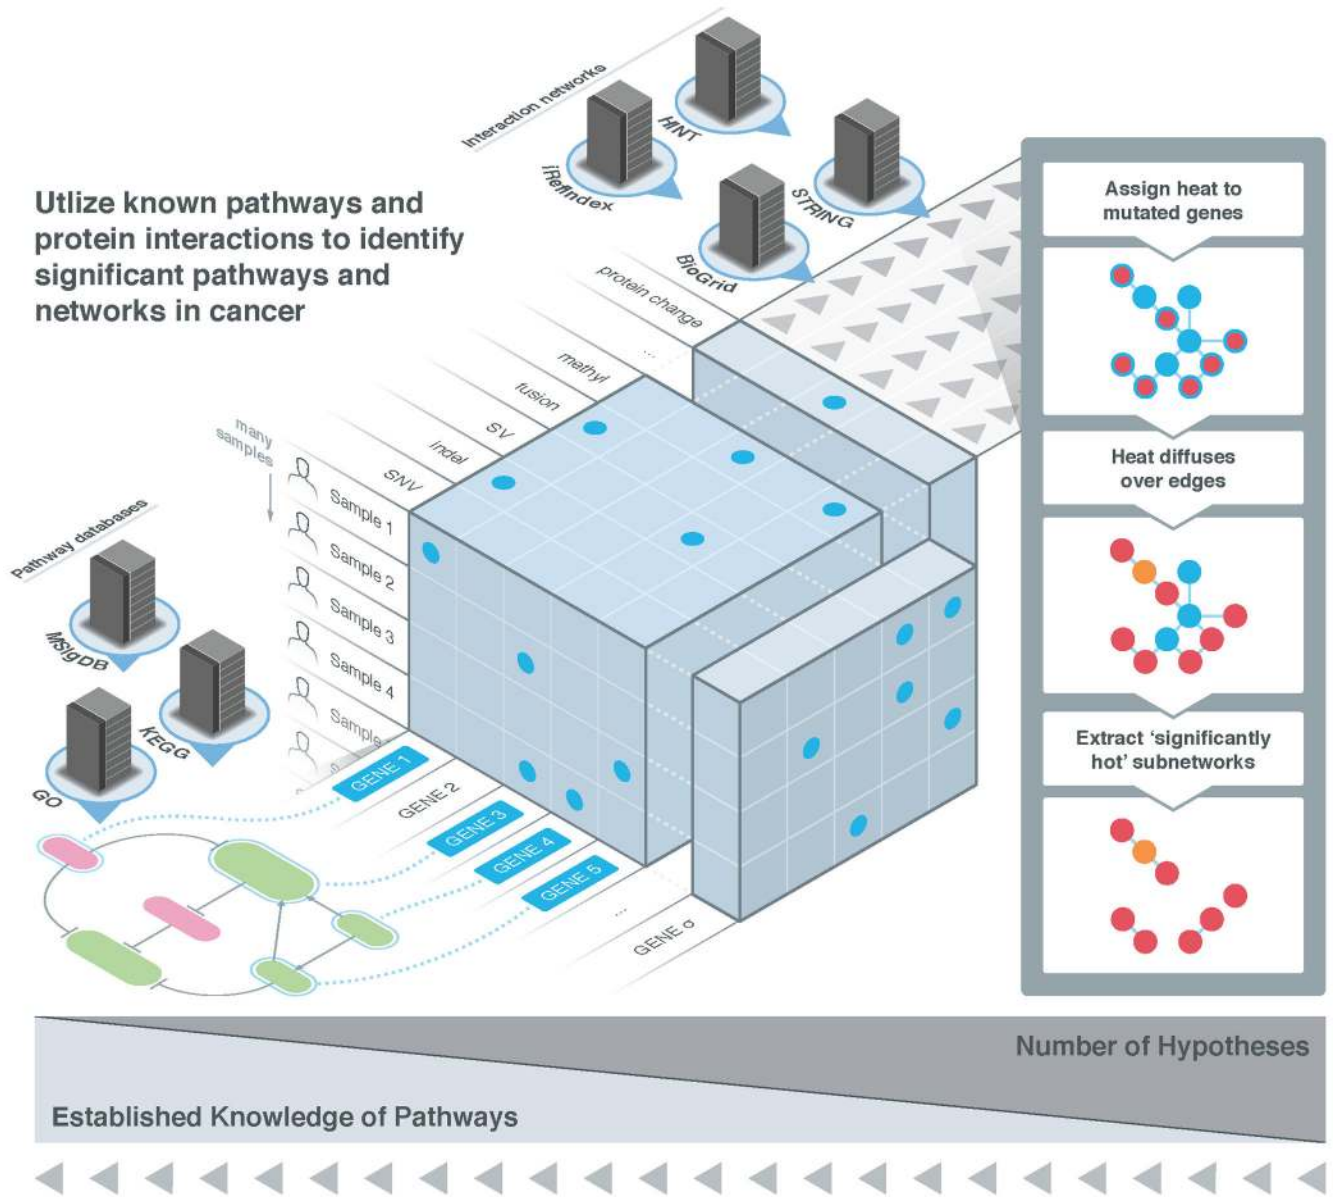 Interaction networks
HINT
iRefIndex
STRING
BioGrid
Utlize known pathways and
protein interactions to identify
significant pathways and
networks in cancer
protein change
...
methyl
fusion
SV
Indel
SNV
many
samples
Sample 1
Sample 2
Sample 3
Sample 4
Sample
Pathway databases
MSigDB
KEGG
GO
GENE 1
GENE 2
GENE 3
GENE 4
GENE 5
...
GENE σ
Assign heat to
mutated genes
Heat diffuses
over edges
Extract ‘significantly
hot’ subnetworks
Number of Hypotheses
Established Knowledge of Pathways